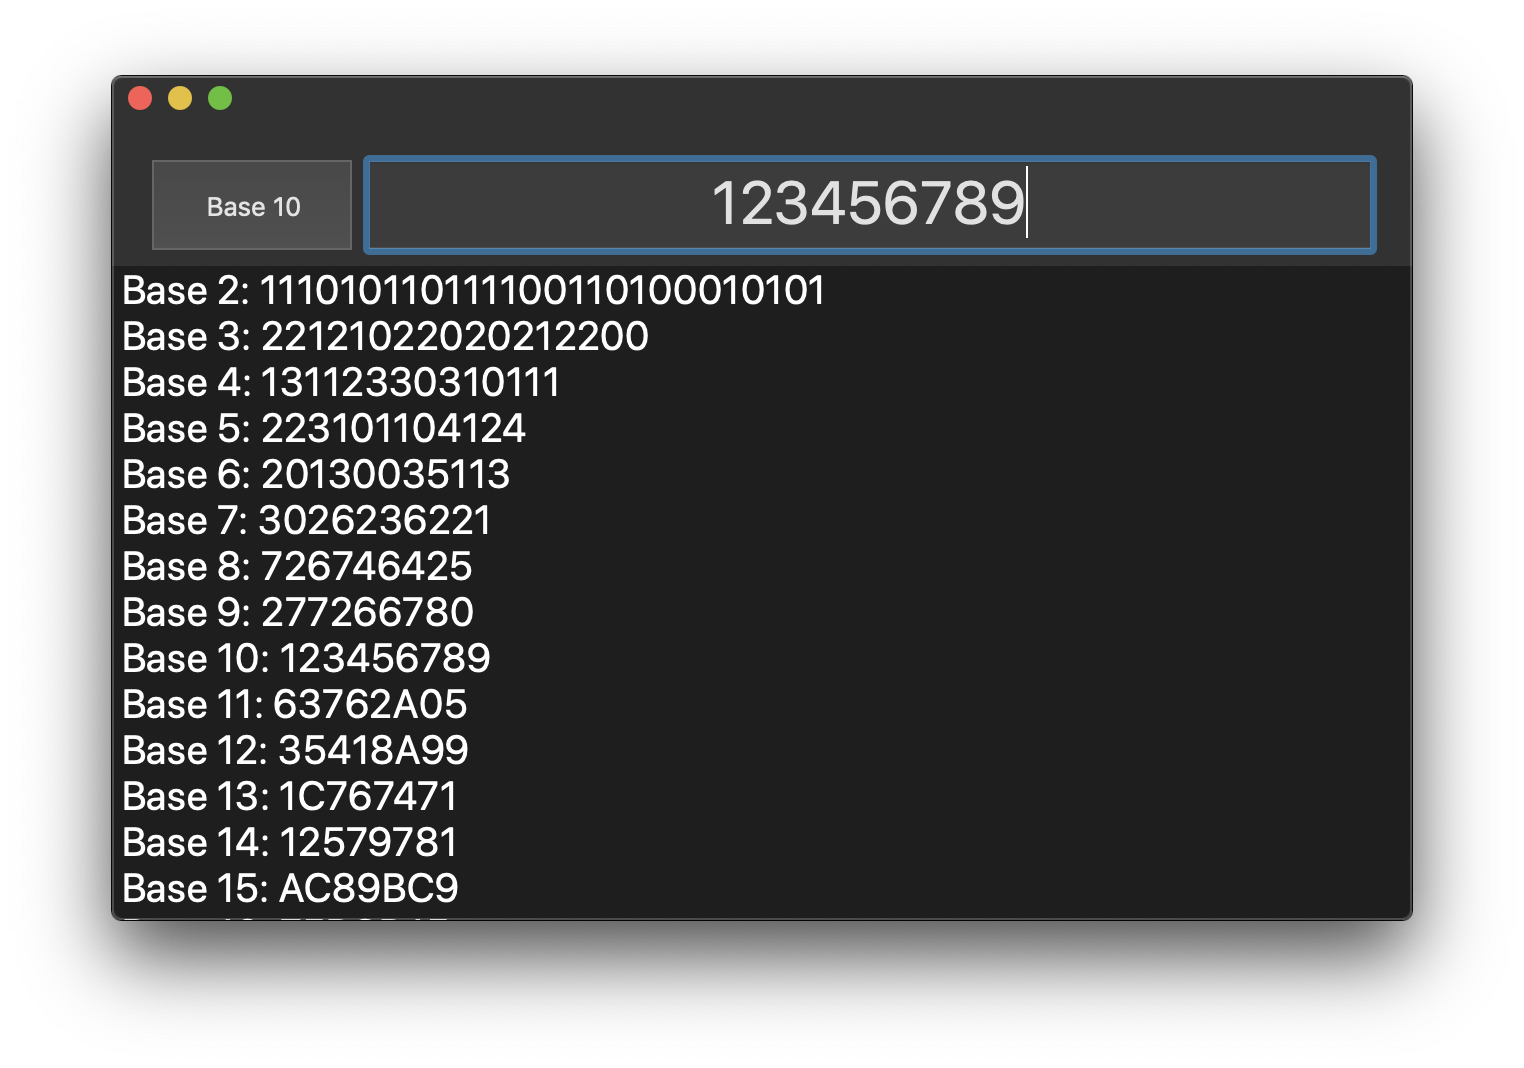 Base 10
123456789
Base 2: 111010110111100110100010101
Base 3: 22121022020212200
Base 4: 13112330310111
Base 5: 223101104124
Base 6: 20130035113
Base 7: 3026236221
Base 8: 726746425
Base 9: 277266780
Base 10: 123456789
Base 11: 63762A05
Base 12: 35418A99
Base 13: 1C767471
Base 14: 12579781
Base 15: AC89BC9